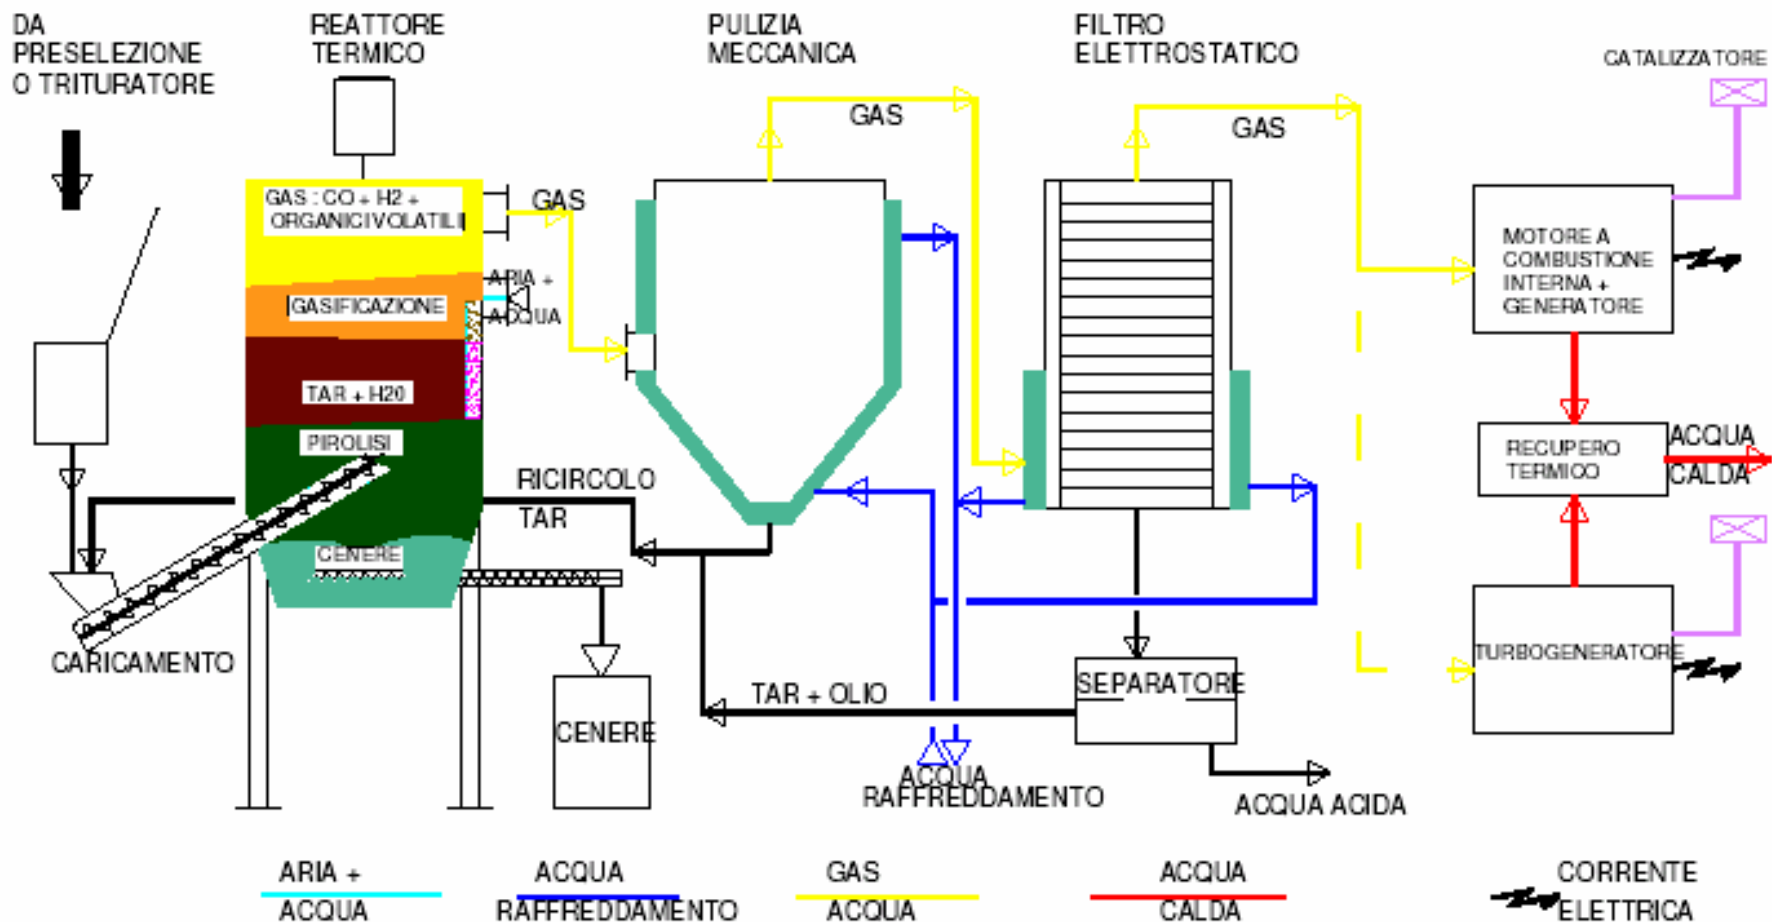 DA
PRESELEZIONE
O TRITURATORE
REATTORE
TERMICO
PULIZIA
MECCANICA
FILTRO
ELETTROSTATICO
CATALIZZATORE
GAS : CO + H2 +
ORGANICI VOLATILI
GAS
GAS
GAS
ARIA +
ACQUA
GASIFICAZIONE
TAR + H20
PIROLISI
CENERE
RICIRCOLO
TAR
CARICAMENTO
CENERE
TAR + OLIO
SEPARATORE
ACQUA
RAFFREDDAMENTO
ACQUA ACIDA
MOTORE A
COMBUSTIONE
INTERNA +
GENERATORE
RECUPERO
TERMICO
ACQUA
CALDA
TURBOGENERATORE
ARIA +
ACQUA
ACQUA
RAFFREDDAMENTO
GAS
ACQUA
ACQUA
CALDA
CORRENTE
ELETTRICA